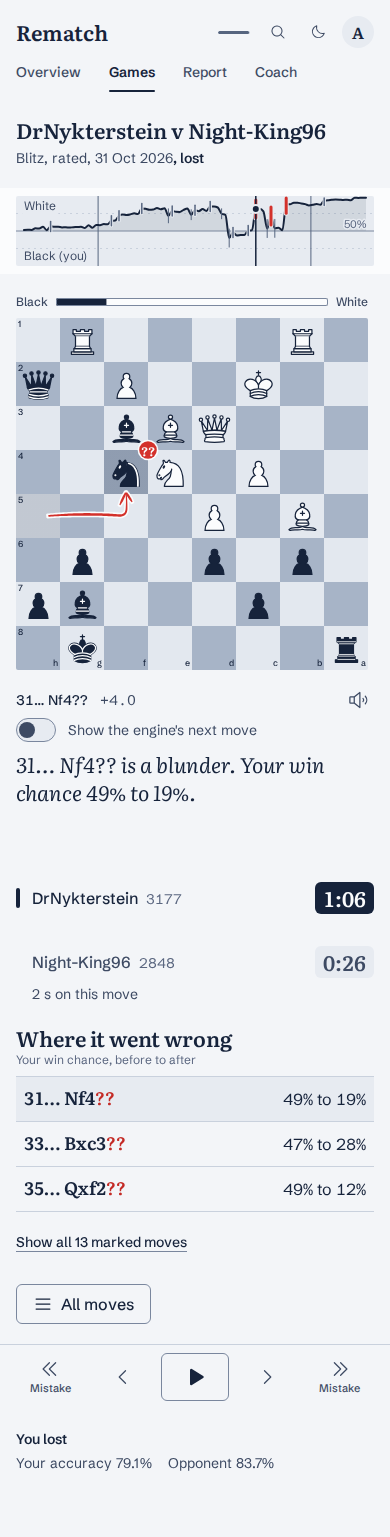 Rematch
A
Overview Games Report Coach
DrNykterstein v Night-King96
Blitz, rated, 31 Oct 2026, lost
White
50%
Black (you)
Black White
1
2
3
??
4
5
6
7
8 h g f e d c b a
31... Nf4?? +4.0
Show the engine's next move
31... Nf4?? is a blunder. Your win
chance 49% to 19%.
DrNykterstein 3177 1:06
Night-King96 2848 0:26
2 s on this move
Where it went wrong
Your win chance, before to after
31... Nf4?? 49% to 19%
33... Bxc3?? 47% to 28%
35... Qxf2?? 49% to 12%
Show all 13 marked moves
All moves
Mistake Mistake
You lost
Your accuracy 79.1% Opponent 83.7%